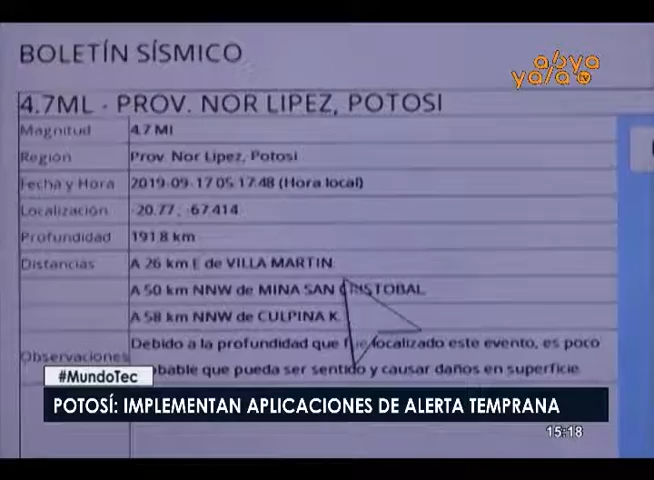 BOLETÍN SÍSMICO
abya
yala tv
4.7ML - PROV. NOR LIPEZ, POTOSI
Magnitud 4.7 Ml
Región Prov. Nor Lipez, Potosi
Fecha y Hora 2019-09-17 05:17:48 (Hora local)
Localización -20.77 ; -67.414
Profundidad 191.8 km
Distancias A 26 km E de VILLA MARTIN
A 50 km NNW de MINA SAN CRISTOBAL
A 58 km NNW de CULPINA K.
Debido a la profundidad que fue localizado este evento, es poco
Observaciones probable que pueda ser sentido y causar daños en superficie
#MundoTec
POTOSÍ: IMPLEMENTAN APLICACIONES DE ALERTA TEMPRANA
15:18